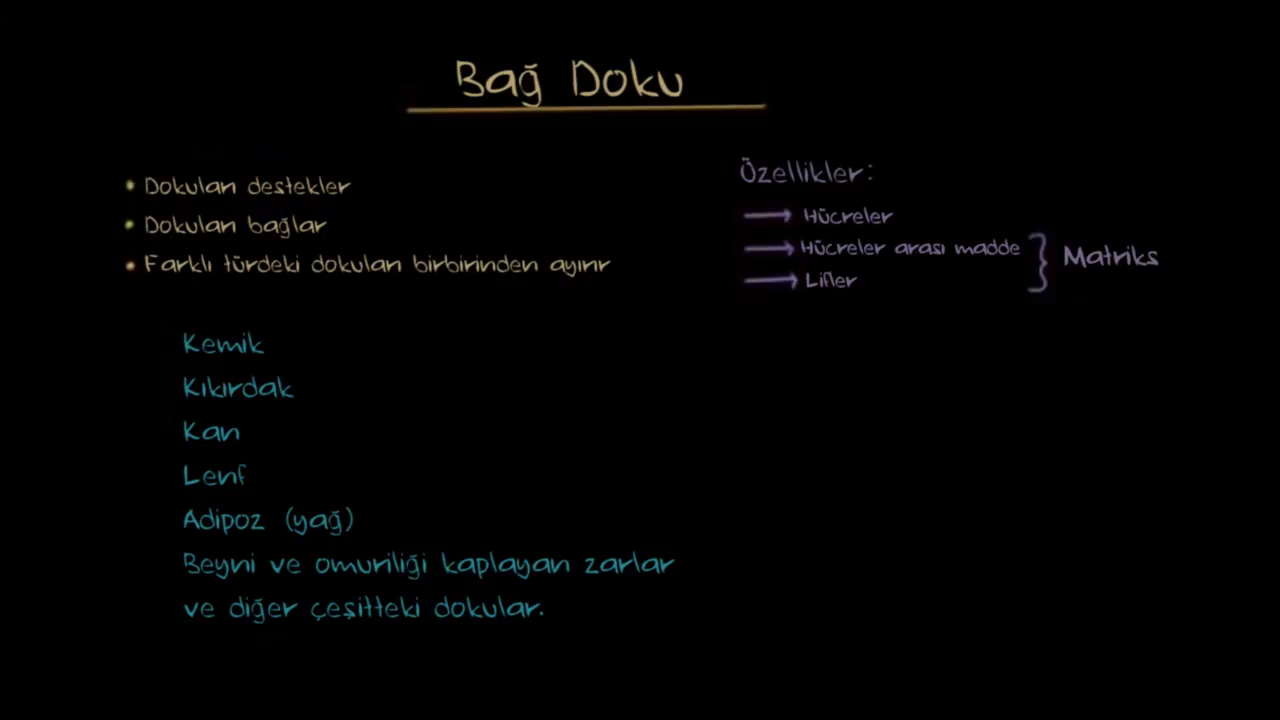 Bağ Doku
• Dokuları destekler
• Dokuları bağlar
• Farklı türdeki dokuları birbirinden ayırır
Özellikler:
→ Hücreler
→ Hücreler arası madde
→ Lifler
} Matriks
Kemik
Kıkırdak
Kan
Lenf
Adipoz (yağ)
Beyni ve omuriliği kaplayan zarlar
ve diğer çeşitteki dokular.